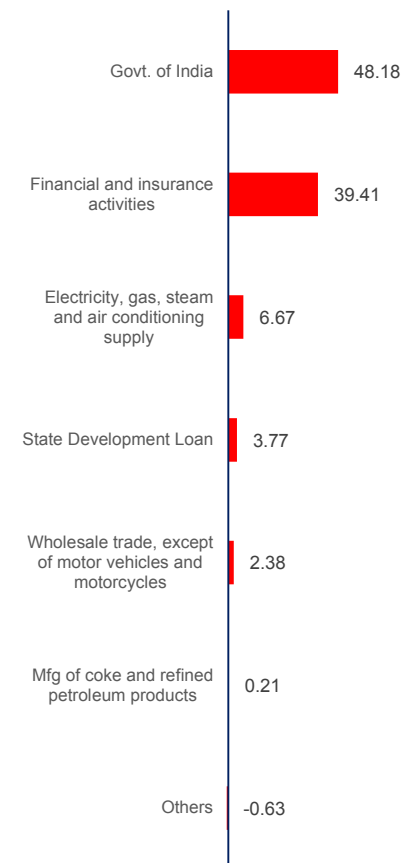 Govt. of India
48.18
Financial and insurance
activities
39.41
Electricity, gas, steam
and air conditioning
supply
6.67
State Development Loan
3.77
Wholesale trade, except
of motor vehicles and
motorcycles
2.38
Mfg of coke and refined
petroleum products
0.21
Others
-0.63